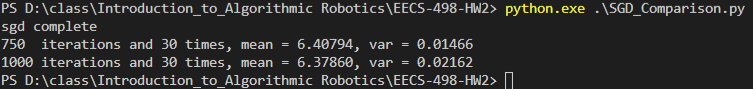 PS D:\class\Introduction_to_Algorithmic Robotics\EECS-498-HW2> python.exe .\SGD_Comparison.py
sgd complete
750  iterations and 30 times, mean = 6.40794, var = 0.01466
1000 iterations and 30 times, mean = 6.37860, var = 0.02162
PS D:\class\Introduction_to_Algorithmic Robotics\EECS-498-HW2>